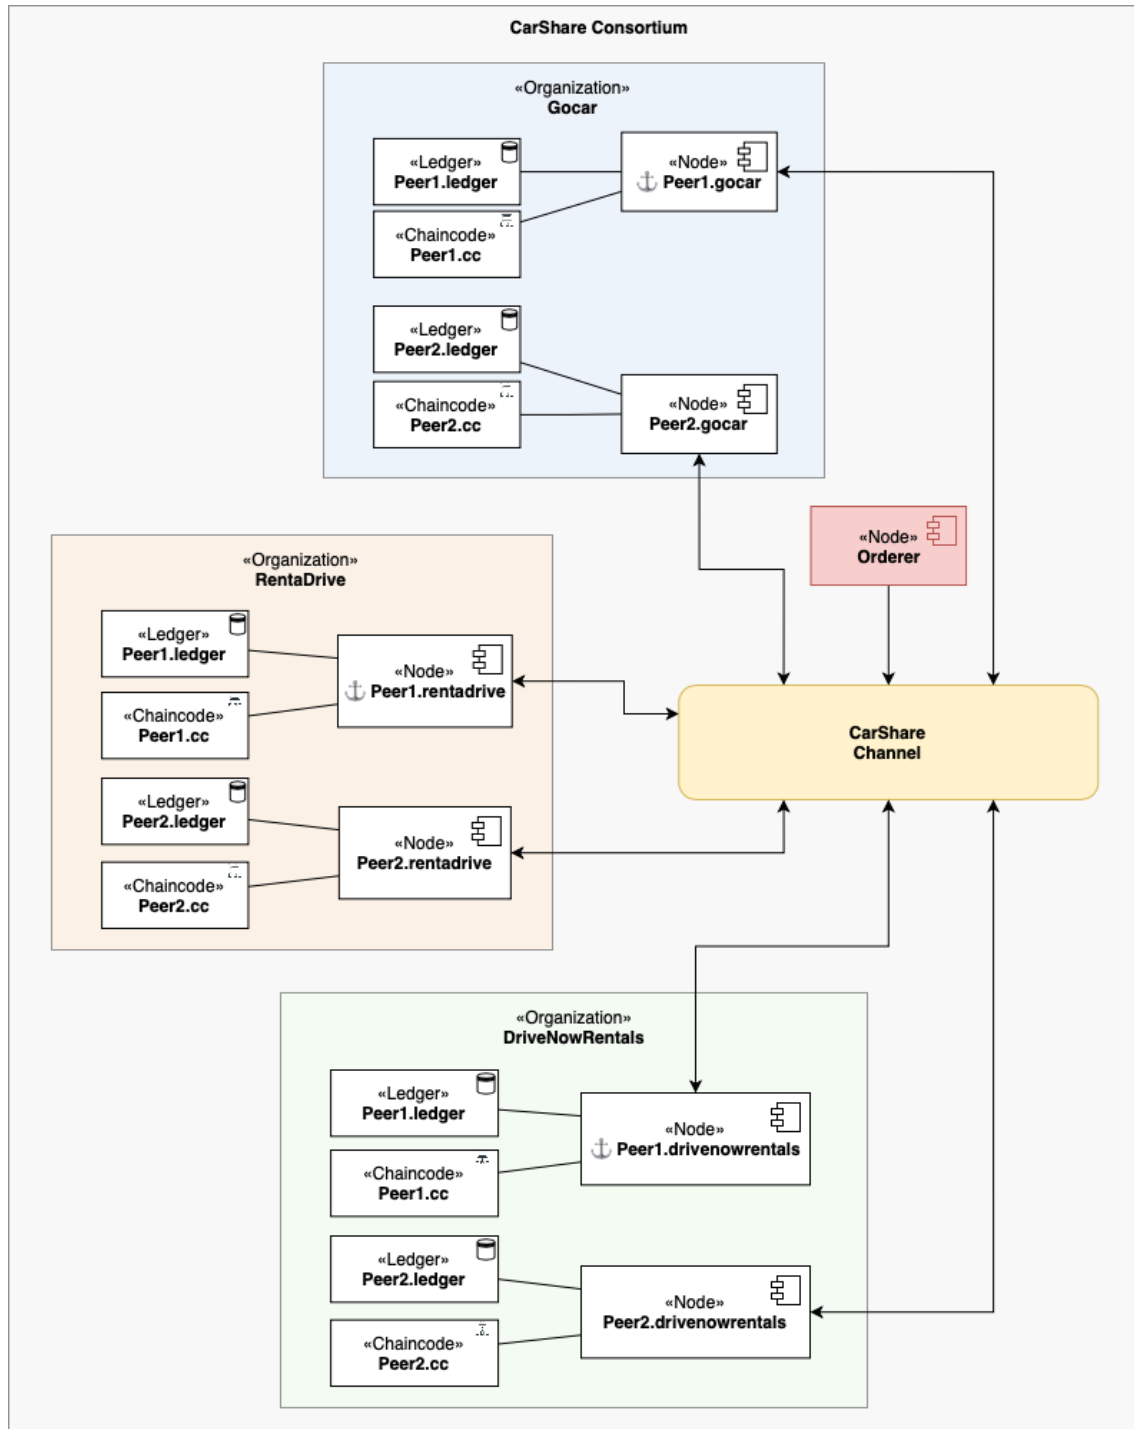 CarShare Consortium
«Organization»
Gocar
«Ledger»
Peer1.ledger
«Node»
Peer1.gocar
«Chaincode»
Peer1.cc
«Ledger»
Peer2.ledger
«Chaincode»
Peer2.cc
«Node»
Peer2.gocar
«Node»
Orderer
«Organization»
RentaDrive
«Ledger»
Peer1.ledger
«Node»
Peer1.rentadrive
«Chaincode»
Peer1.cc
«Ledger»
Peer2.ledger
«Node»
Peer2.rentadrive
«Chaincode»
Peer2.cc
CarShare
Channel
«Organization»
DriveNowRentals
«Ledger»
Peer1.ledger
«Node»
Peer1.drivenowrentals
«Chaincode»
Peer1.cc
«Ledger»
Peer2.ledger
«Node»
Peer2.drivenowrentals
«Chaincode»
Peer2.cc